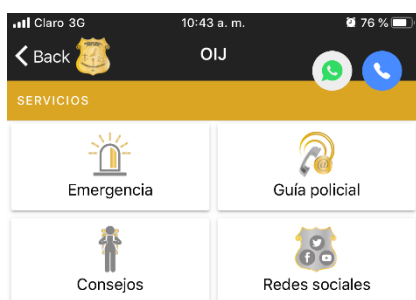 Claro 3G 10:43 a. m. 76 %
Back OIJ
SERVICIOS
Emergencia Guía policial
Consejos Redes sociales